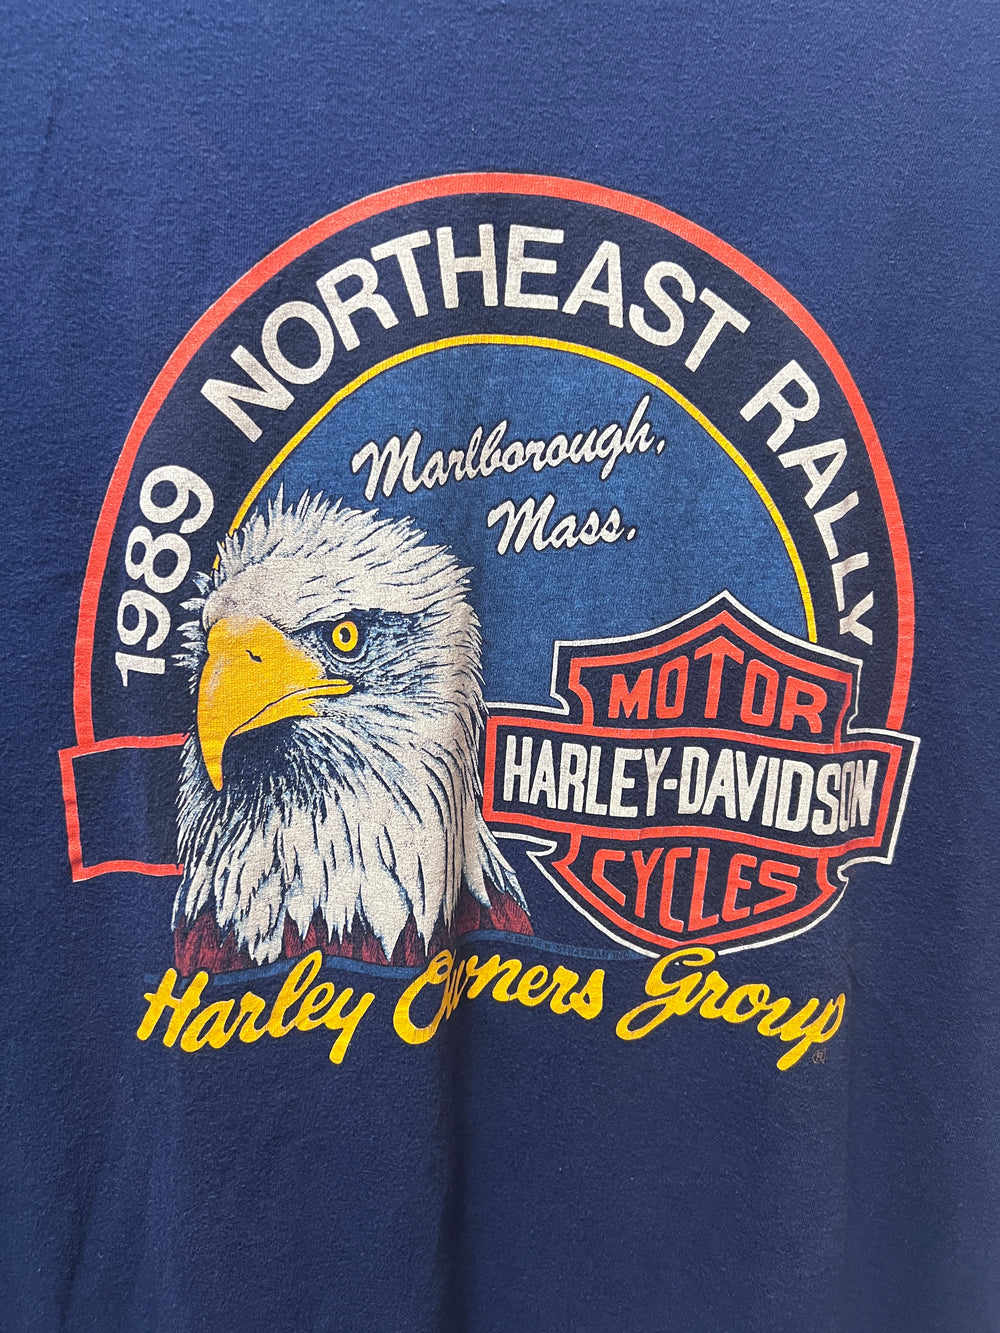 1989 NORTHEAST RALLY
Marlborough,
Mass.
MOTOR
HARLEY-DAVIDSON
CYCLES
Harley Owners Group